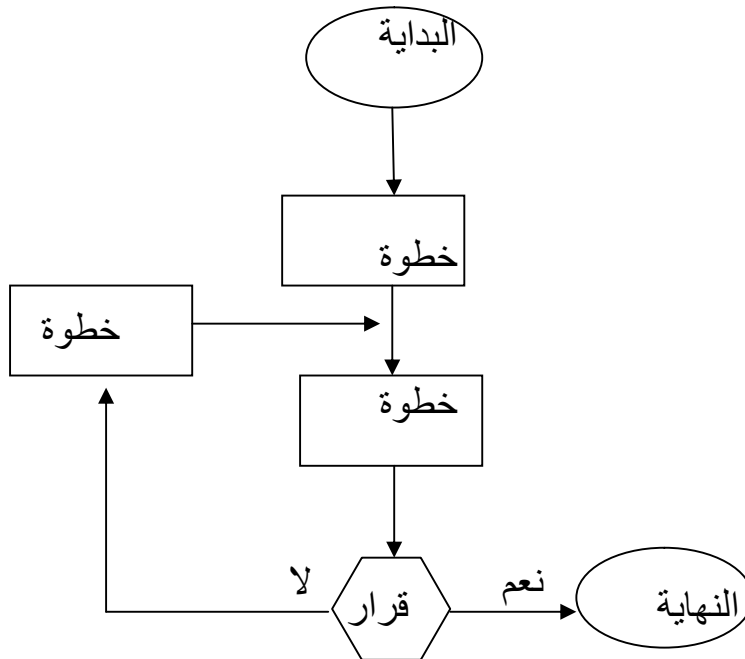 البداية
خطوة
خطوة
خطوة
لا
نعم
قرار
النهاية